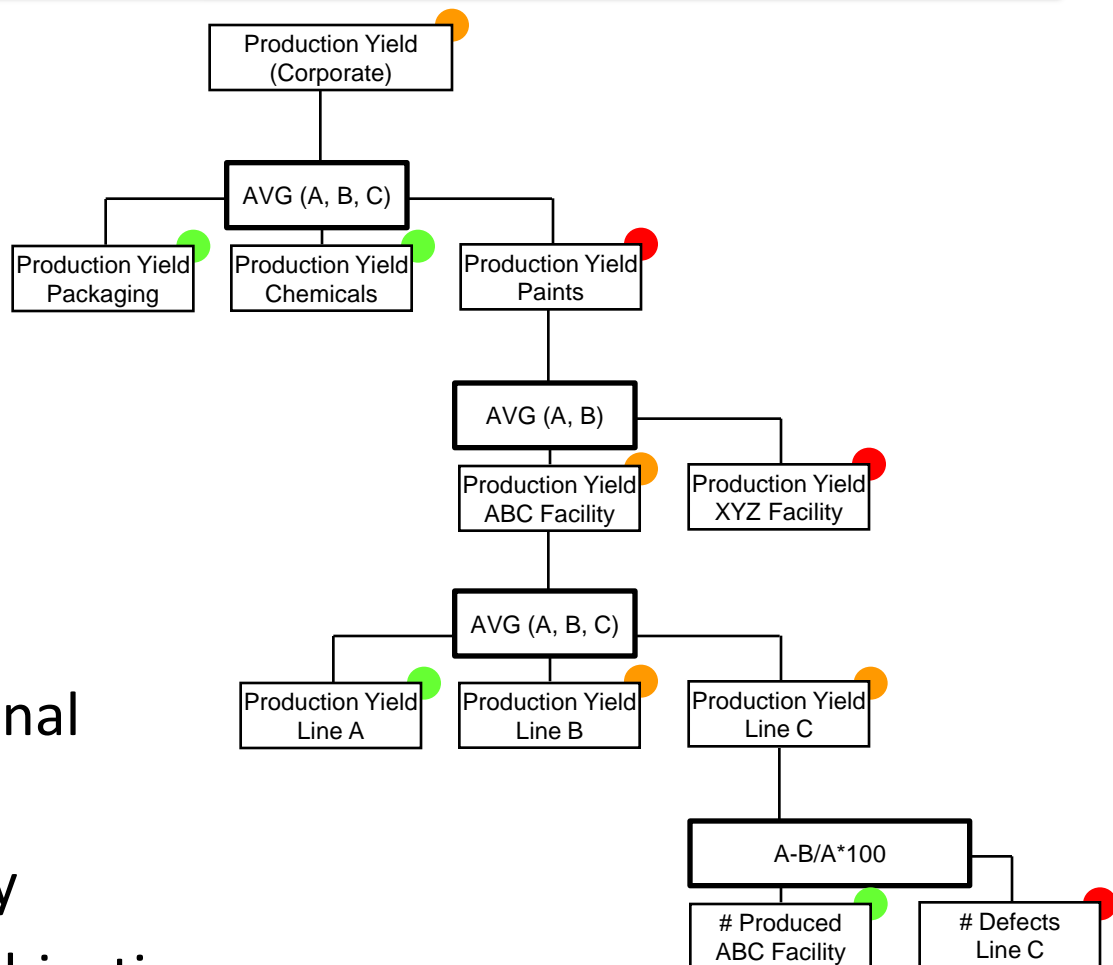 Production Yield
(Corporate)
AVG (A, B, C)
Production Yield
Packaging
Production Yield
Chemicals
Production Yield
Paints
AVG (A, B)
Production Yield
ABC Facility
Production Yield
XYZ Facility
AVG (A, B, C)
Production Yield
Line A
Production Yield
Line B
Production Yield
Line C
nal
A-B/A*100
y
# Produced
ABC Facility
# Defects
Line C